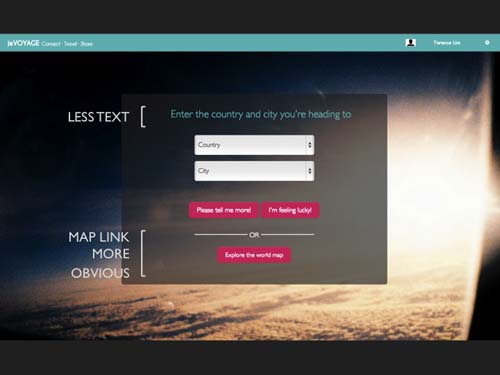 jeVOYAGE Connect · Travel · Share
Terence Lim
LESS TEXT
Enter the country and city you're heading to
Country
City
Please tell me more!
I'm feeling lucky!
MAP LINK
MORE
OBVIOUS
OR
Explore the world map